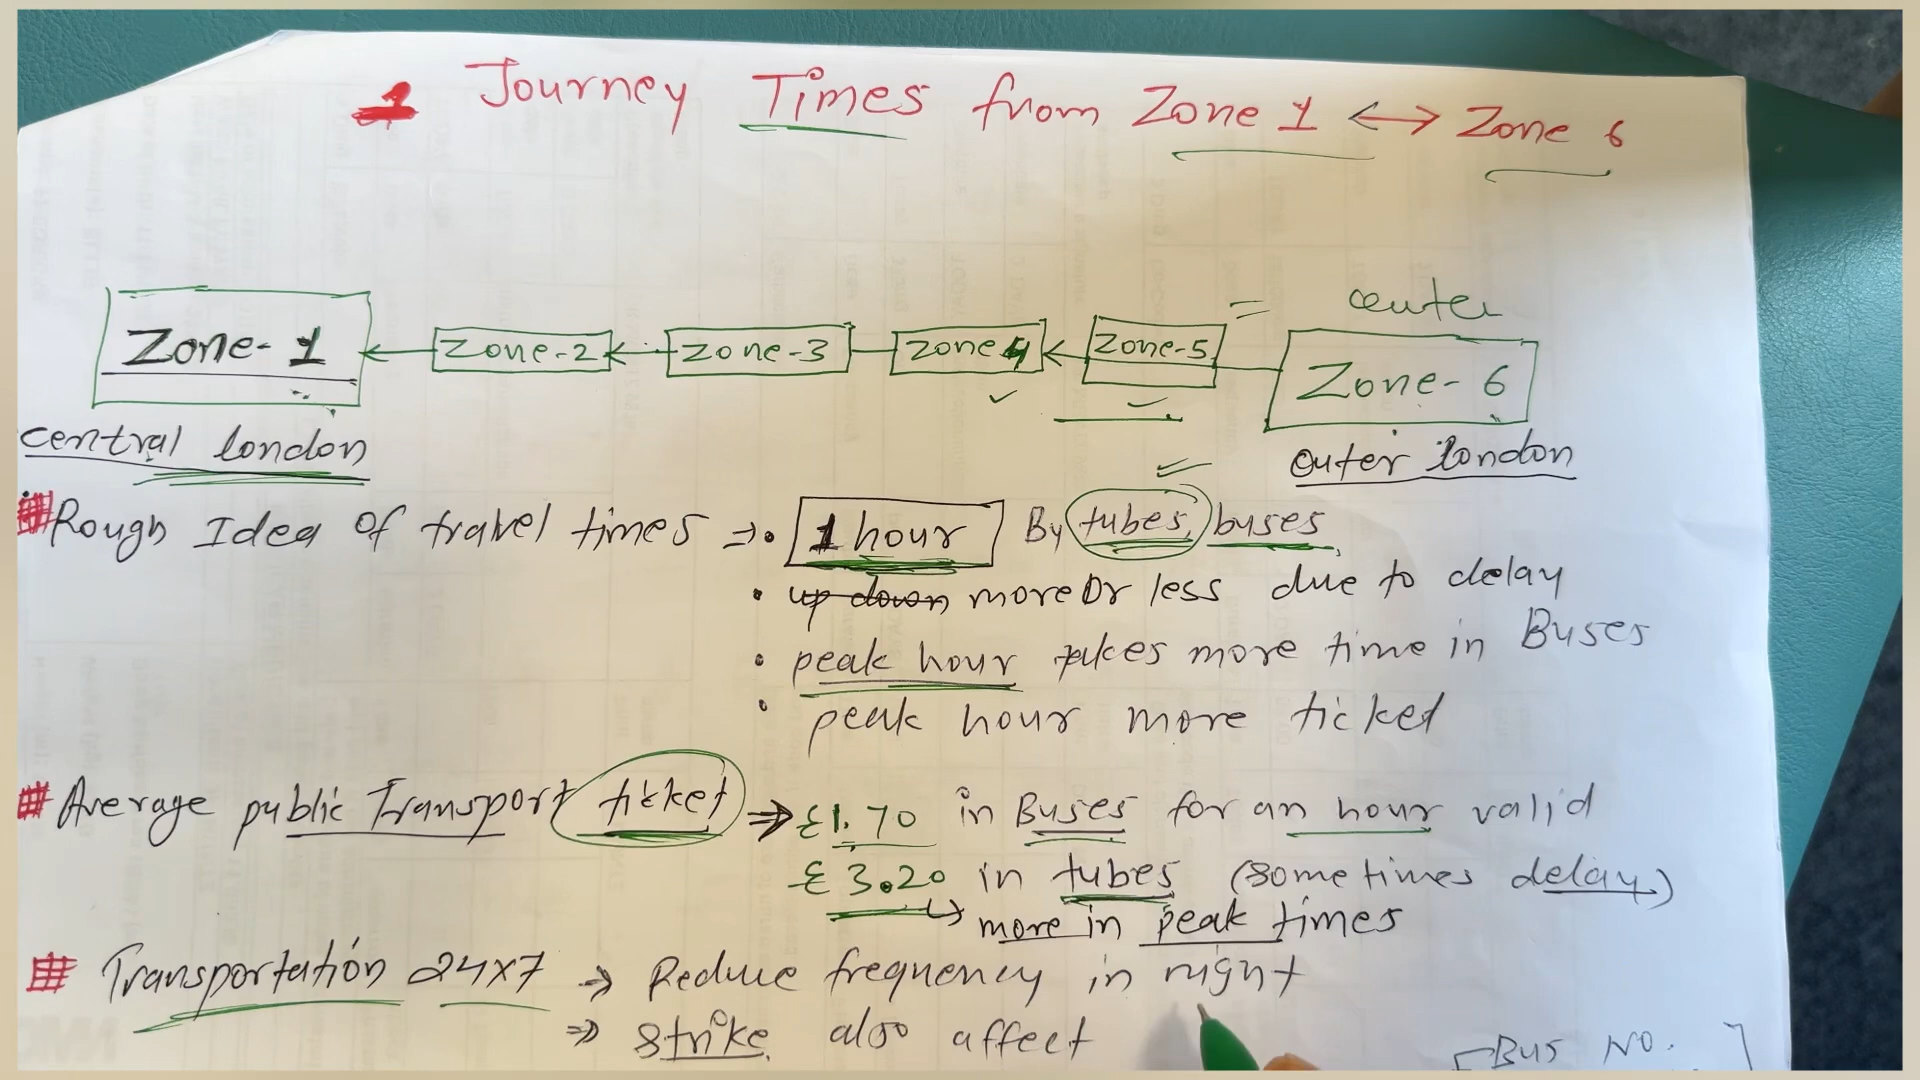 1 Journey Times from Zone 1 ↔ Zone 6
outer
Zone-1 ← Zone-2 ← Zone-3 — Zone 4 ← Zone-5 — Zone-6
central london
outer london
# Rough Idea of travel times ⇒ • 1 hour By tubes, buses
• up down more Or less due to delay
• peak hour takes more time in Buses
• peak hour more ticket
# Average public Transport ticket ⇒ £1.70 in Buses for an hour valid
£3.20 in tubes (sometimes delay)
↳ more in peak times
# Transportation 24x7 → Reduce frequency in night
⇒ strike also affect
[Bus No. ]